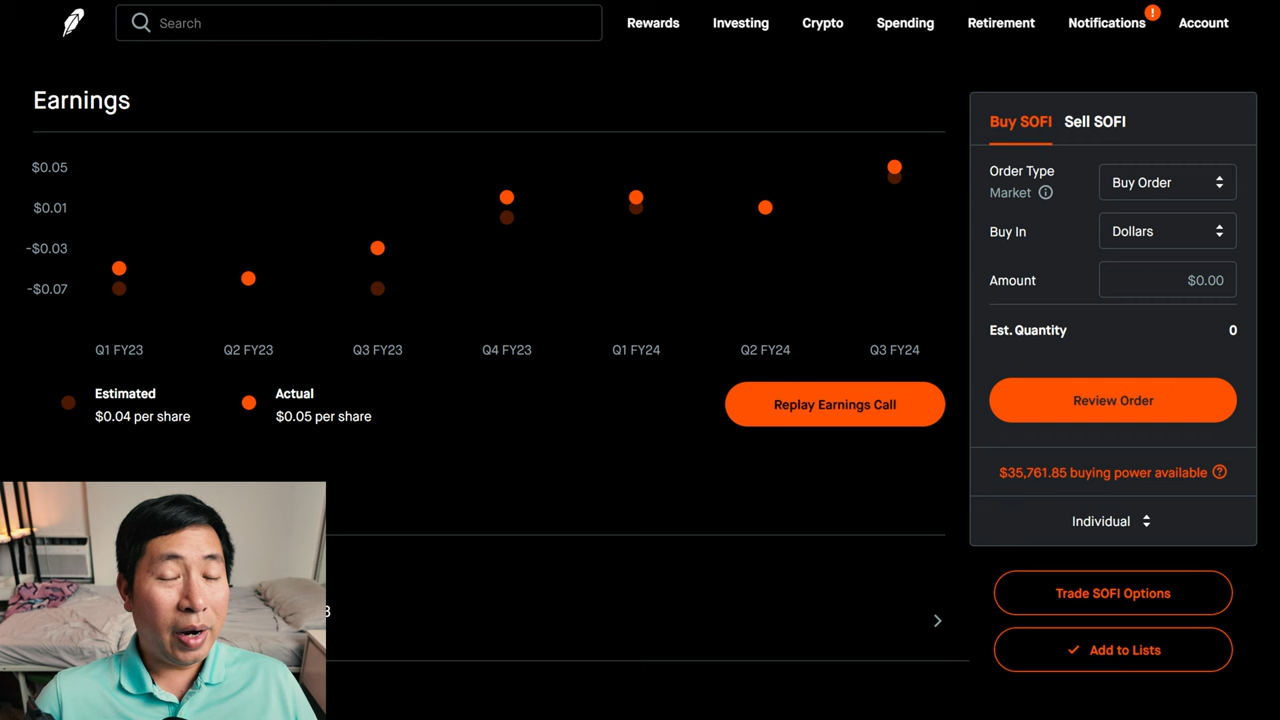 Search
Rewards
Investing
Crypto
Spending
Retirement
Notifications
!
Account
Earnings
$0.05
$0.01
-$0.03
-$0.07
Q1 FY23
Q2 FY23
Q3 FY23
Q4 FY23
Q1 FY24
Q2 FY24
Q3 FY24
Estimated
$0.04 per share
Actual
$0.05 per share
Replay Earnings Call
Buy SOFI
Sell SOFI
Order Type
Market
Buy Order
Buy In
Dollars
Amount
$0.00
Est. Quantity
0
Review Order
$35,761.85 buying power available
Individual
Trade SOFI Options
Add to Lists